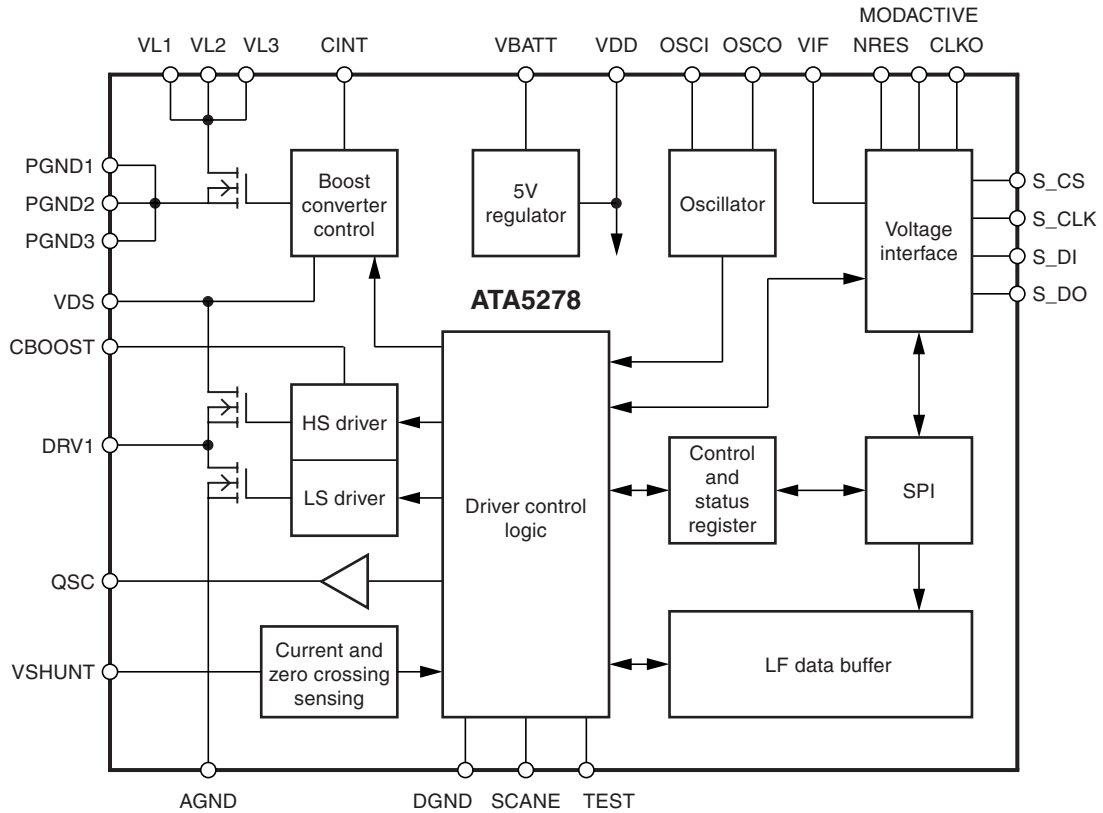 MODACTIVE
VL1 VL2 VL3 CINT VBATT VDD OSCI OSCO VIF NRES CLKO
PGND1
PGND2
PGND3
VDS
CBOOST
DRV1
QSC
VSHUNT
Boost
converter
control
5V
regulator
Oscillator
Voltage
interface
S_CS
S_CLK
S_DI
S_DO
ATA5278
HS driver
LS driver
Driver control
logic
Control
and
status
register
SPI
Current and
zero crossing
sensing
LF data buffer
AGND DGND SCANE TEST